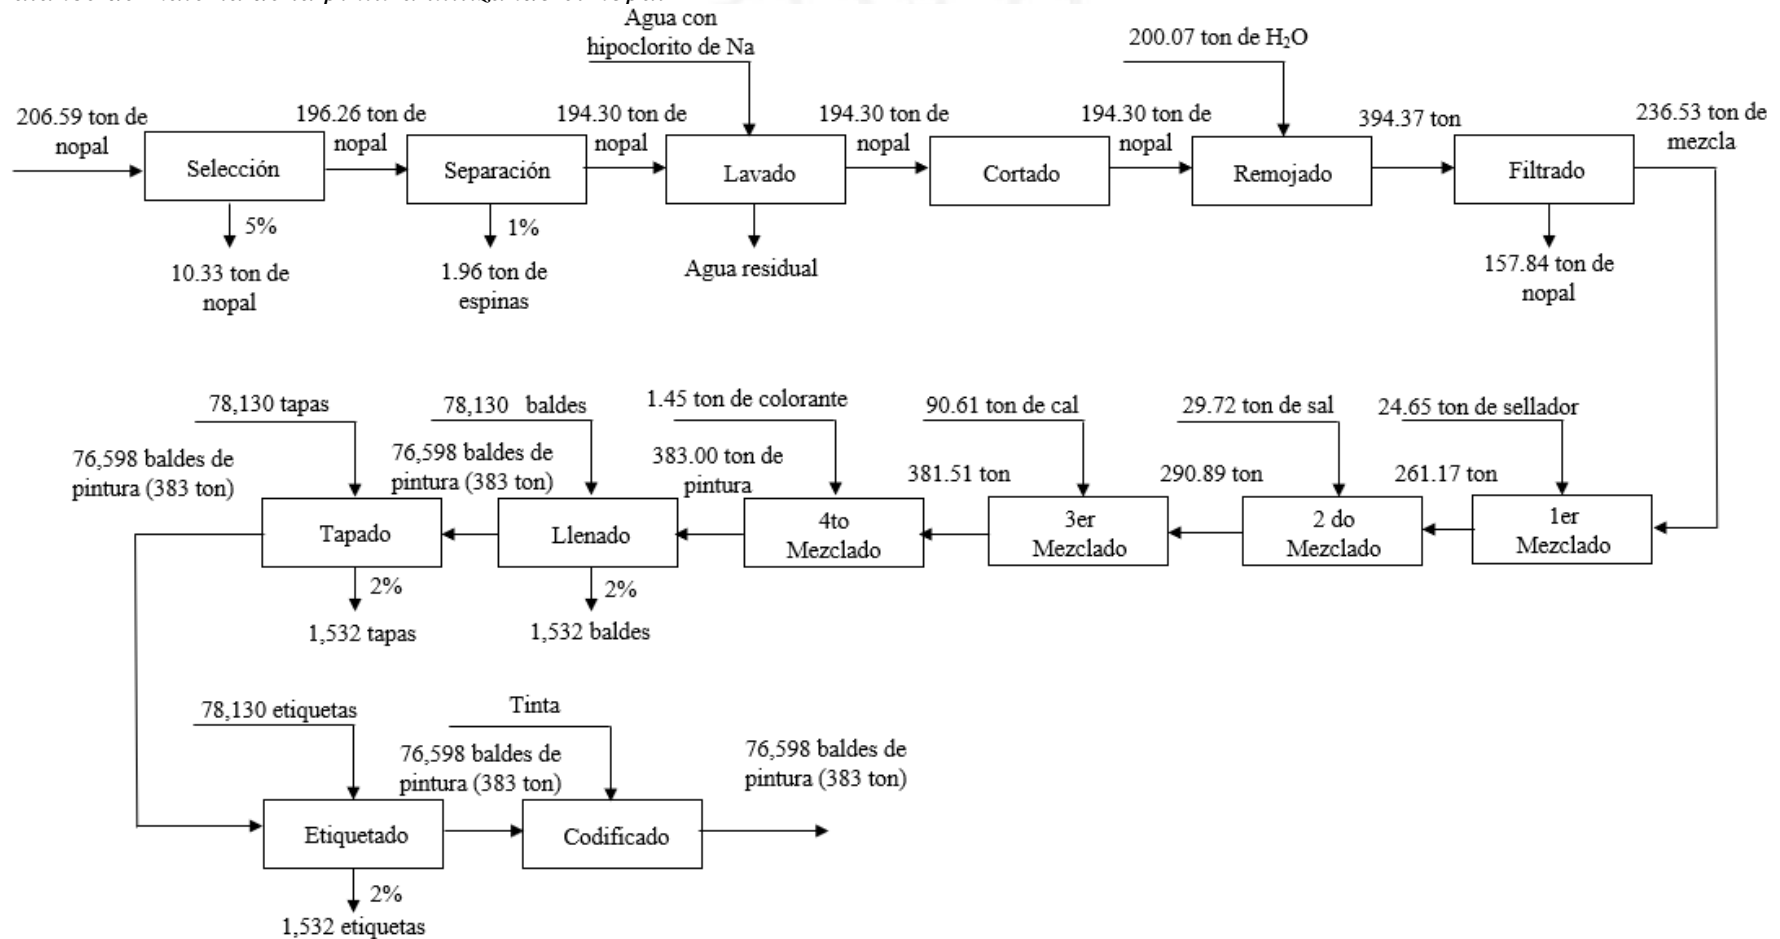 Agua con
hipoclorito de Na
200.07 ton de H₂O
206.59 ton de
nopal
196.26 ton de
nopal
194.30 ton de
nopal
194.30 ton de
nopal
194.30 ton de
nopal
394.37 ton
236.53 ton de
mezcla
Selección
Separación
Lavado
Cortado
Remojado
Filtrado
5%
1%
10.33 ton de
nopal
1.96 ton de
espinas
Agua residual
157.84 ton de
nopal
78,130 tapas
78,130 baldes
1.45 ton de colorante
90.61 ton de cal
29.72 ton de sal
24.65 ton de sellador
76,598 baldes de
pintura (383 ton)
76,598 baldes de
pintura (383 ton)
383.00 ton de
pintura
381.51 ton
290.89 ton
261.17 ton
Tapado
Llenado
4to
Mezclado
3er
Mezclado
2 do
Mezclado
1er
Mezclado
2%
2%
1,532 tapas
1,532 baldes
78,130 etiquetas
Tinta
76,598 baldes de
pintura (383 ton)
76,598 baldes de
pintura (383 ton)
Etiquetado
Codificado
2%
1,532 etiquetas